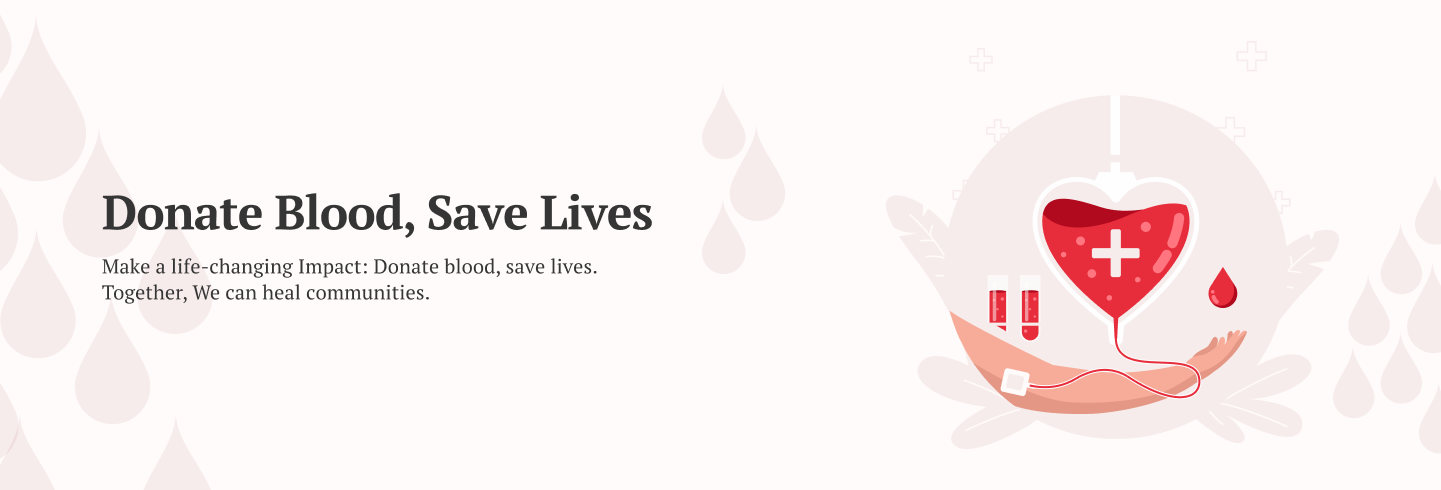 Donate Blood, Save Lives
Make a life-changing Impact: Donate blood, save lives.
Together, We can heal communities.